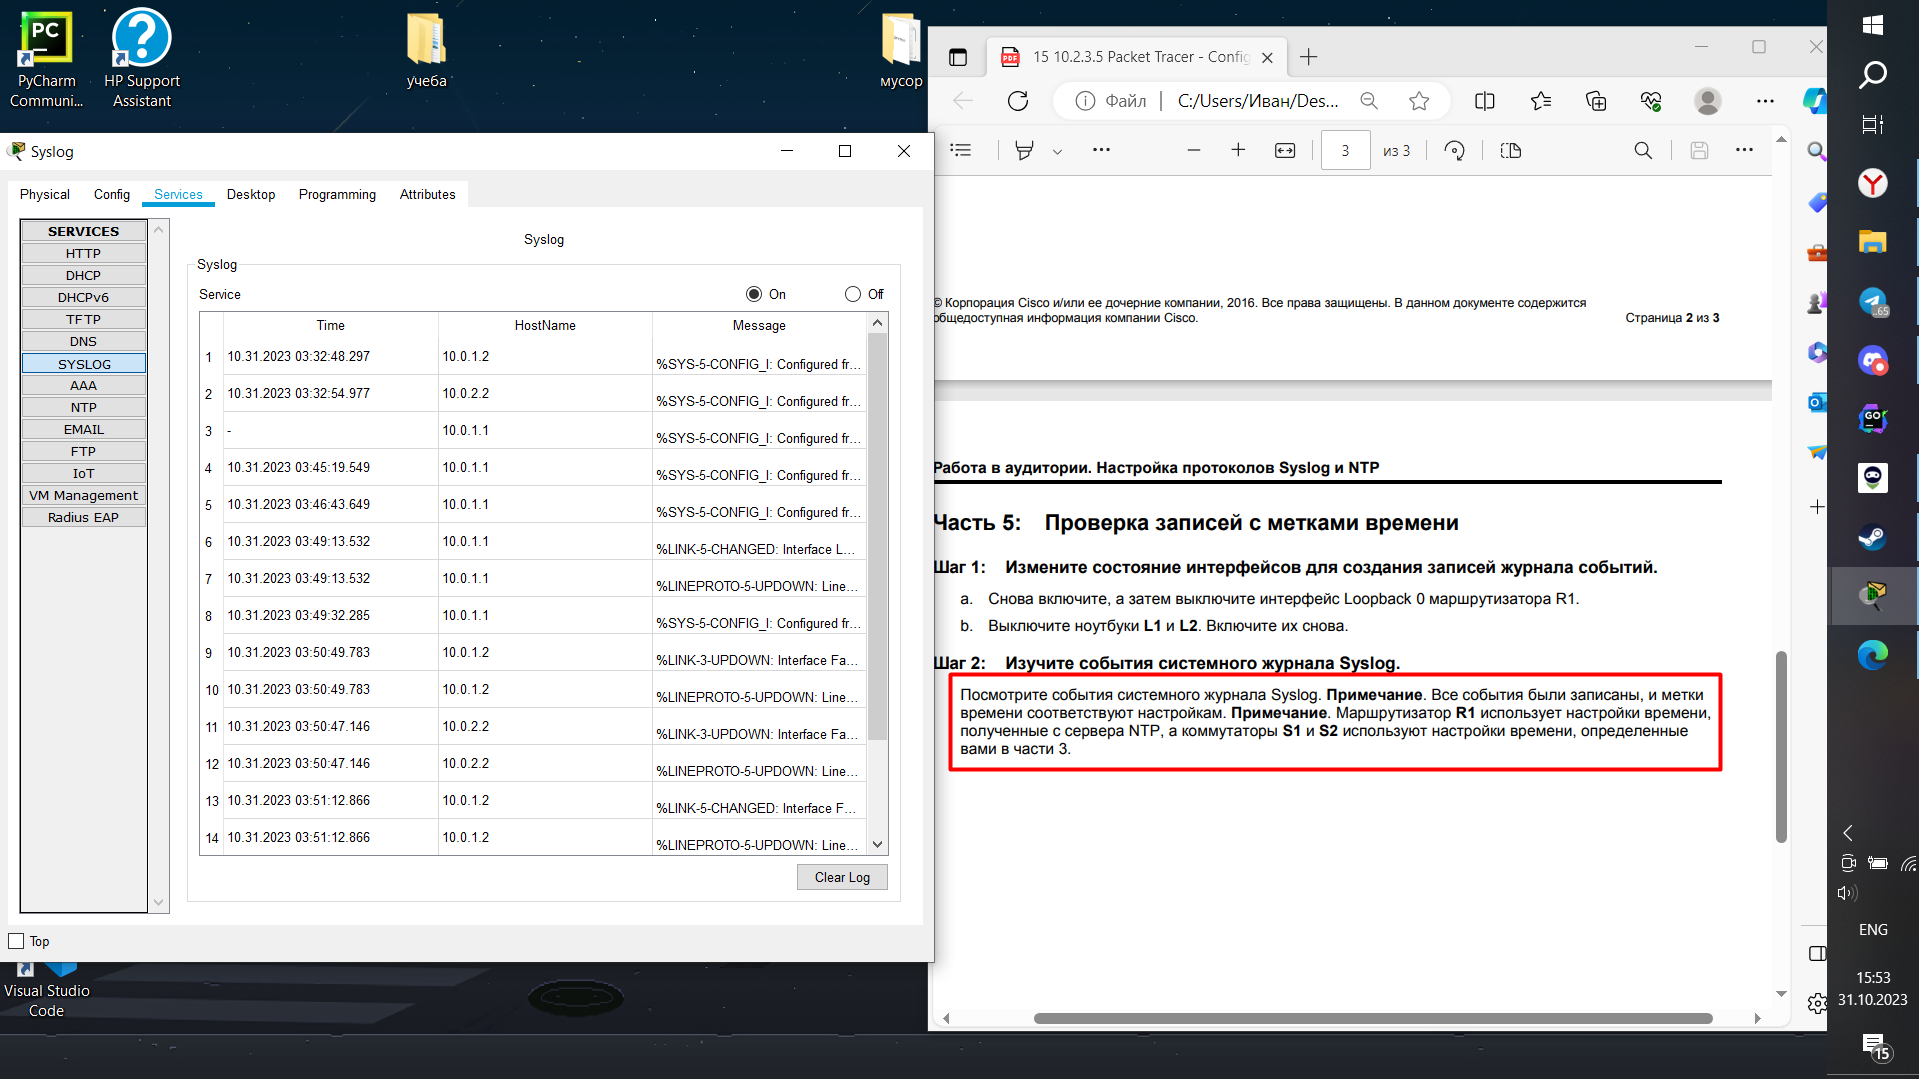 PyCharm
Communi...
HP Support
Assistant
учеба
мусор
Syslog
Physical
Config
Services
Desktop
Programming
Attributes
SERVICES
HTTP
DHCP
DHCPv6
TFTP
DNS
SYSLOG
AAA
NTP
EMAIL
FTP
IoT
VM Management
Radius EAP
Syslog
Syslog
Service
On
Off
Time HostName Message
1 10.31.2023 03:32:48.297 10.0.1.2 %SYS-5-CONFIG_I: Configured fr...
2 10.31.2023 03:32:54.977 10.0.2.2 %SYS-5-CONFIG_I: Configured fr...
3 - 10.0.1.1 %SYS-5-CONFIG_I: Configured fr...
4 10.31.2023 03:45:19.549 10.0.1.1 %SYS-5-CONFIG_I: Configured fr...
5 10.31.2023 03:46:43.649 10.0.1.1 %SYS-5-CONFIG_I: Configured fr...
6 10.31.2023 03:49:13.532 10.0.1.1 %LINK-5-CHANGED: Interface L...
7 10.31.2023 03:49:13.532 10.0.1.1 %LINEPROTO-5-UPDOWN: Line...
8 10.31.2023 03:49:32.285 10.0.1.1 %SYS-5-CONFIG_I: Configured fr...
9 10.31.2023 03:50:49.783 10.0.1.2 %LINK-3-UPDOWN: Interface Fa...
10 10.31.2023 03:50:49.783 10.0.1.2 %LINEPROTO-5-UPDOWN: Line...
11 10.31.2023 03:50:47.146 10.0.2.2 %LINK-3-UPDOWN: Interface Fa...
12 10.31.2023 03:50:47.146 10.0.2.2 %LINEPROTO-5-UPDOWN: Line...
13 10.31.2023 03:51:12.866 10.0.1.2 %LINK-5-CHANGED: Interface F...
14 10.31.2023 03:51:12.866 10.0.1.2 %LINEPROTO-5-UPDOWN: Line...
Clear Log
Top
Visual Studio
Code
15 10.2.3.5 Packet Tracer - Config
Файл
C:/Users/Иван/Des...
3 из 3
© Корпорация Cisco и/или ее дочерние компании, 2016. Все права защищены. В данном документе содержится
общедоступная информация компании Cisco.
Страница 2 из 3
Работа в аудитории. Настройка протоколов Syslog и NTP
Часть 5: Проверка записей с метками времени
Шаг 1: Измените состояние интерфейсов для создания записей журнала событий.
a. Снова включите, а затем выключите интерфейс Loopback 0 маршрутизатора R1.
b. Выключите ноутбуки L1 и L2. Включите их снова.
Шаг 2: Изучите события системного журнала Syslog.
Посмотрите события системного журнала Syslog. Примечание. Все события были записаны, и метки
времени соответствуют настройкам. Примечание. Маршрутизатор R1 использует настройки времени,
полученные с сервера NTP, а коммутаторы S1 и S2 используют настройки времени, определенные
вами в части 3.
ENG
15:53
31.10.2023
15